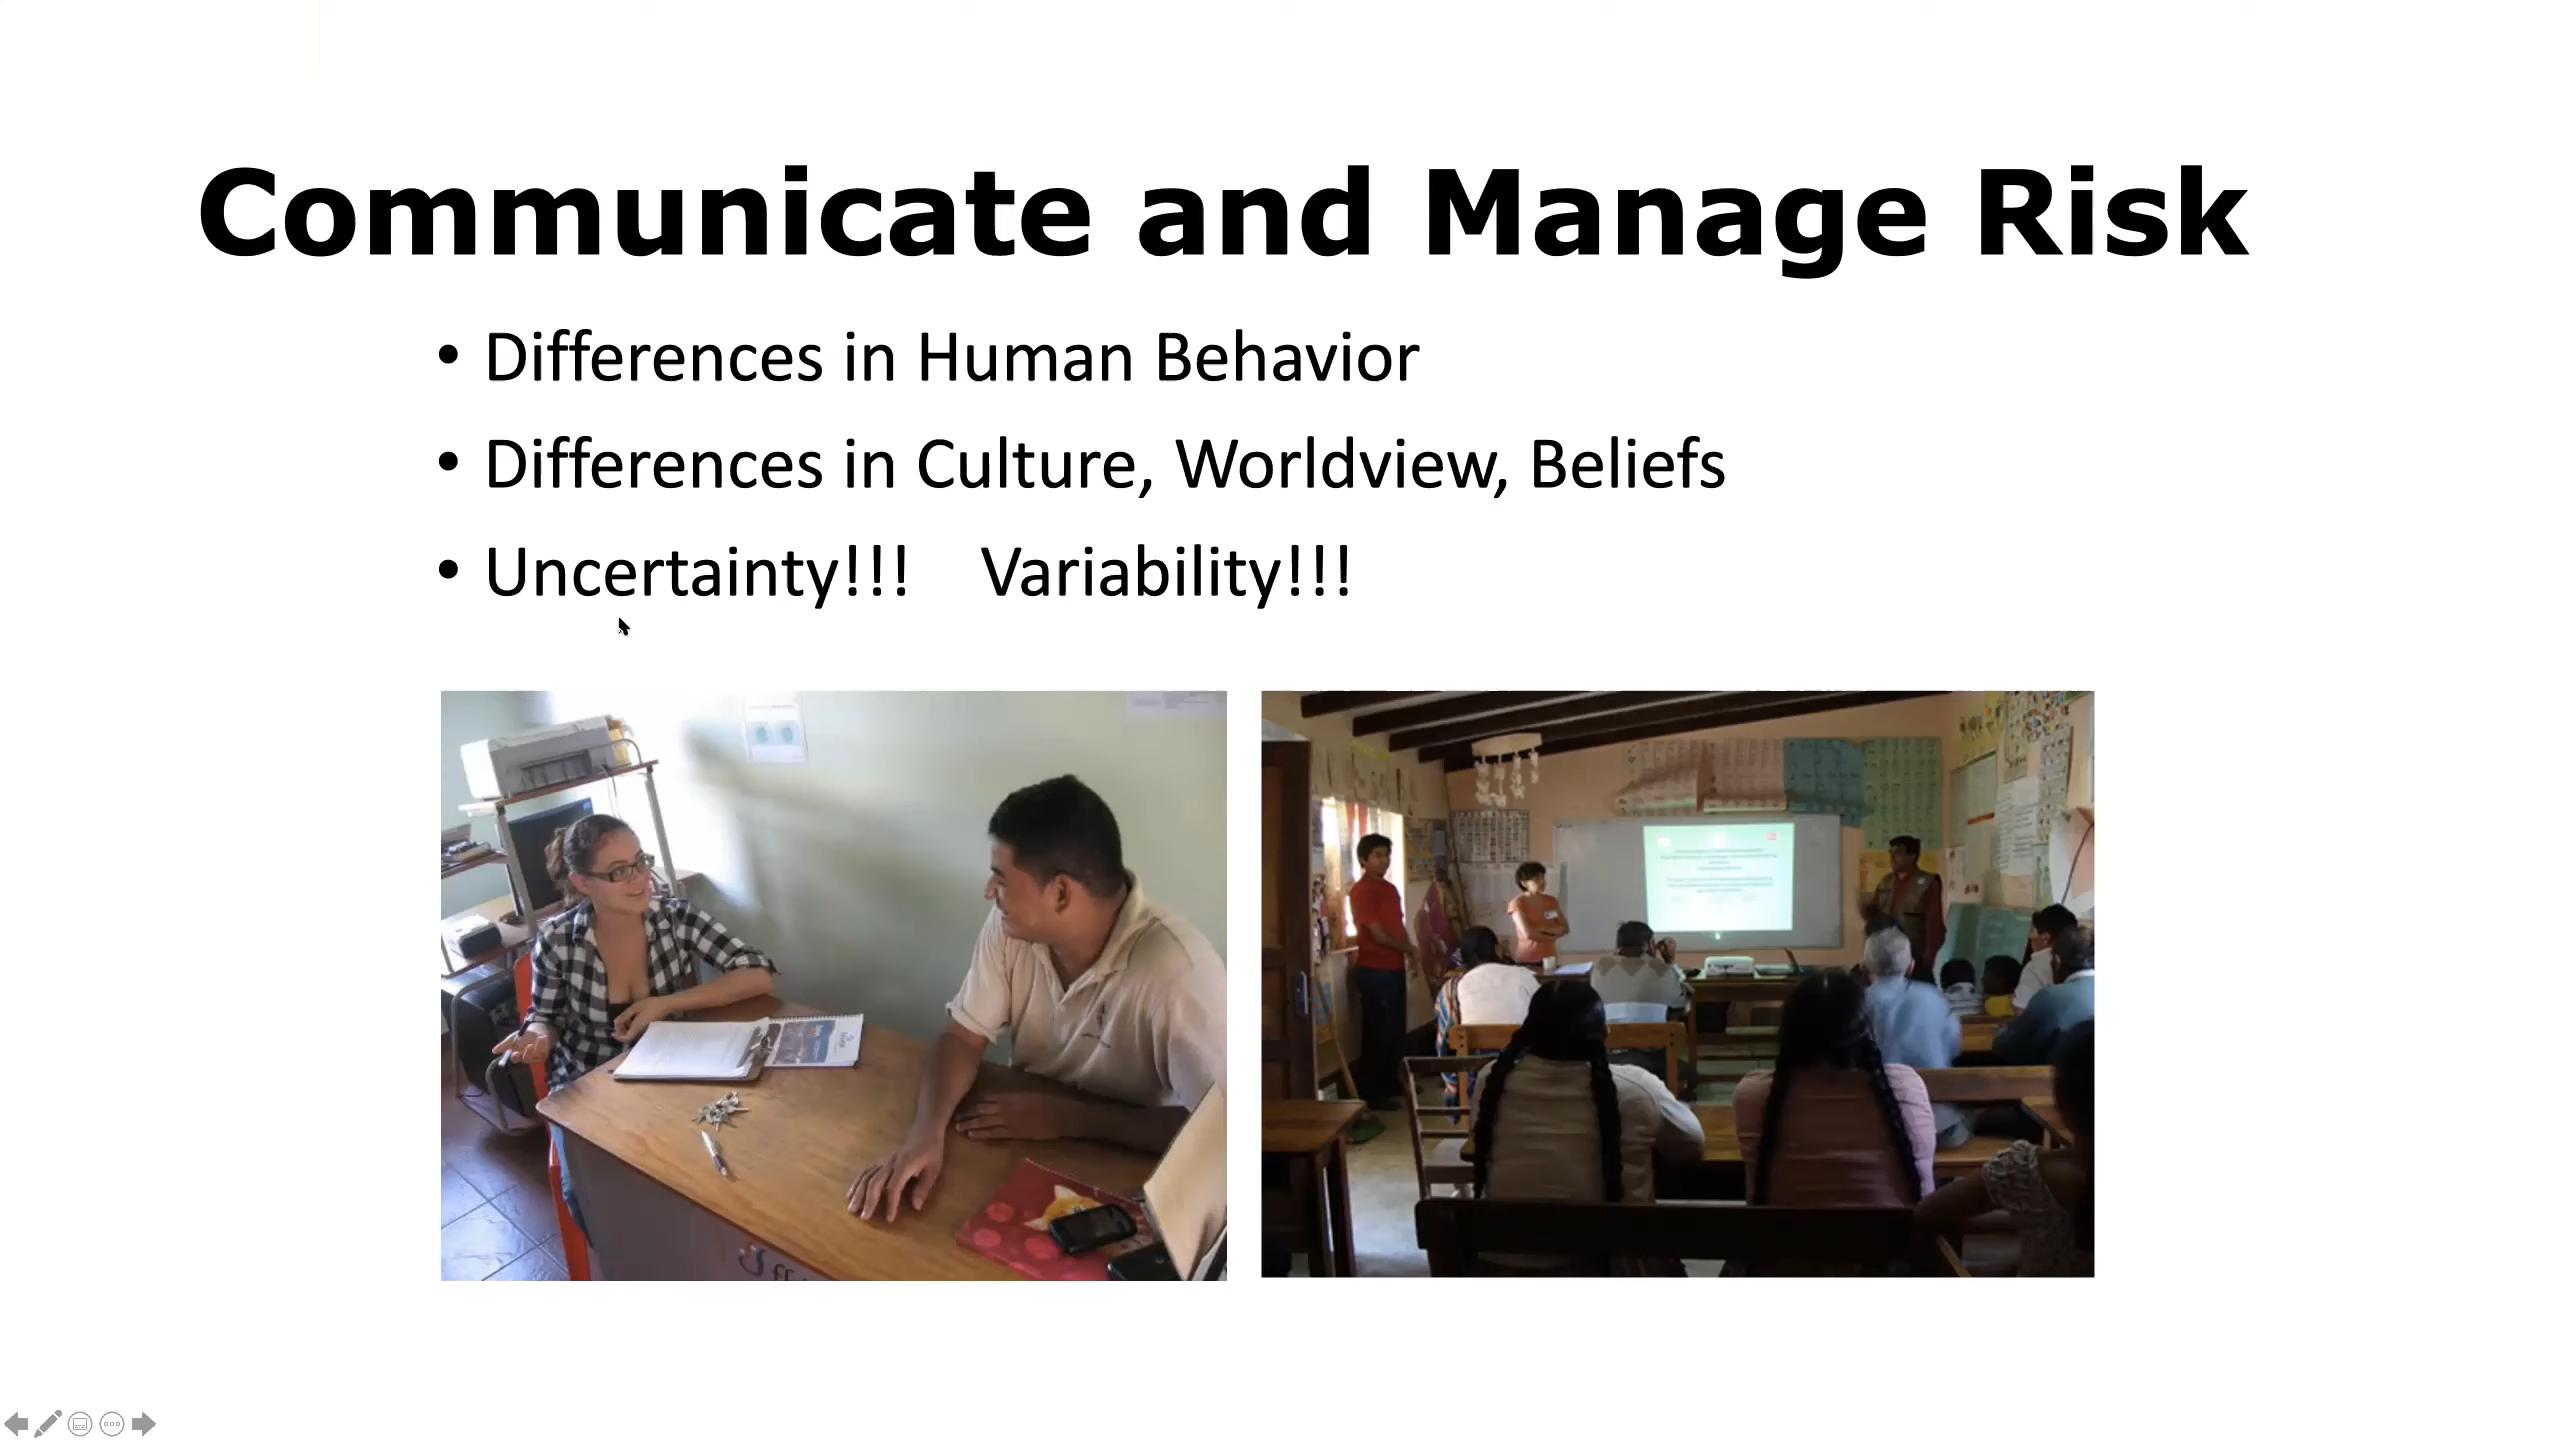 Communicate and Manage Risk
• Differences in Human Behavior
• Differences in Culture, Worldview, Beliefs
• Uncertainty!!! Variability!!!